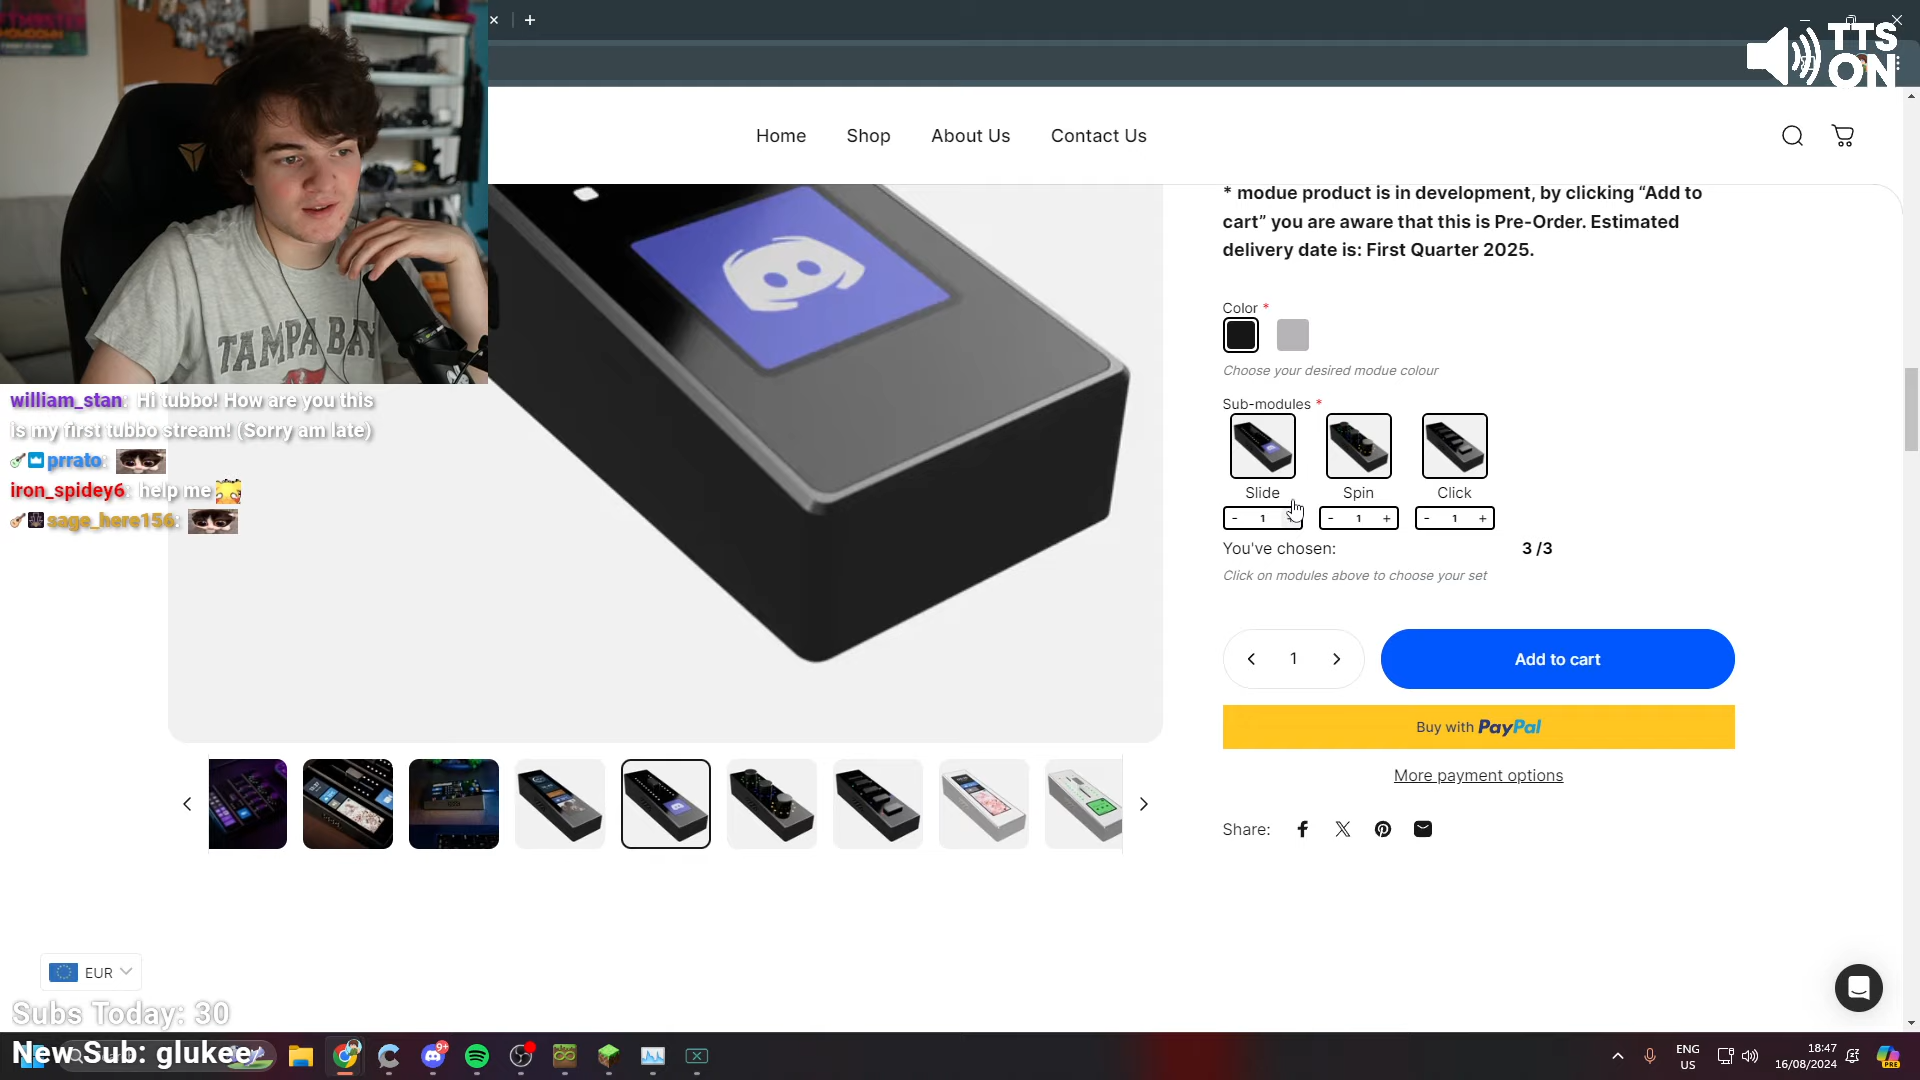 TTS
ON
Home Shop About Us Contact Us
* modue product is in development, by clicking “Add to
cart” you are aware that this is Pre-Order. Estimated
delivery date is: First Quarter 2025.
Color *
Choose your desired modue colour
Sub-modules *
Slide Spin Click
- 1 - 1 + - 1 +
You've chosen: 3 /3
Click on modules above to choose your set
1 Add to cart
Buy with PayPal
More payment options
Share:
TAMPA BAY
william_stan: Hi tubbo! How are you this
is my first tubbo stream! (Sorry am late)
prrato:
iron_spidey6: help me
sage_here156:
EUR
Subs Today: 30
New Sub: glukee
9+
ENG
US
18:47
16/08/2024
PRE